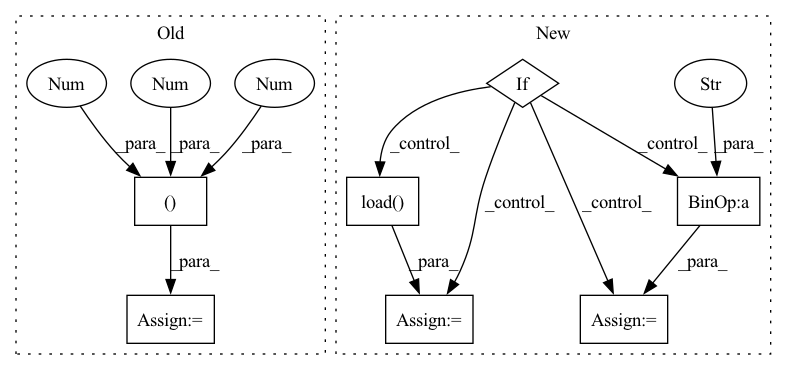 Old
New
Num
Num
Num
If
Str
_para_
_para_
_para_
_control_
_control_
_para_
()
load()
_control_
_control_
BinOp:a
_para_
_para_
_para_
Assign:=
Assign:=
Assign:=